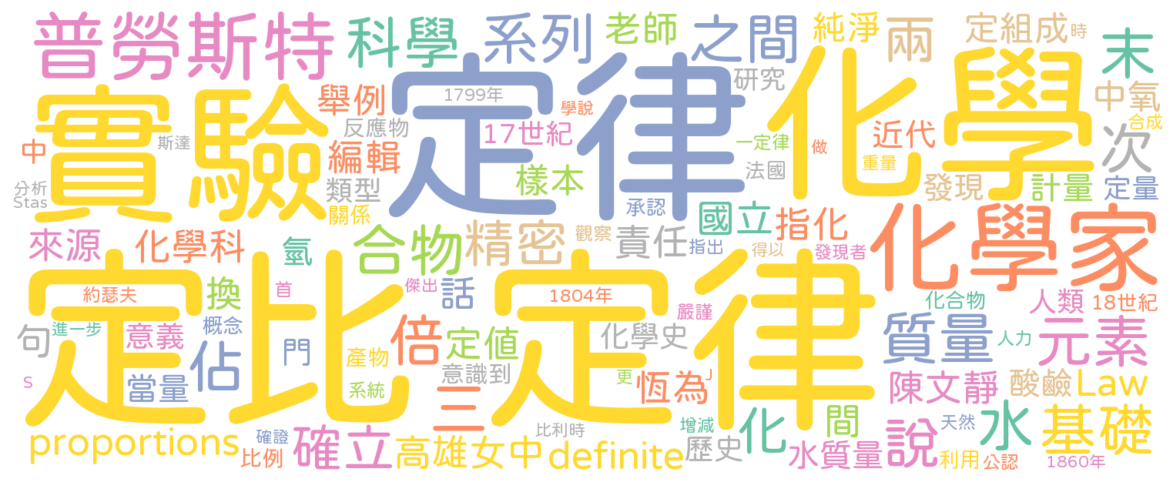 普勞斯特 科學 系列 老師 之間 純淨 兩 定組成 時 末
實驗 定律 化學
舉例 1799年 學說 研究 中氧 合成
中 反應物 斯達 17世紀 一定律 做 近代 次
編輯 類型 樣本 法國 重量 發現 計量 定量
分析 Stas 關係 承認 國立 指化 化學家
來源 化學科 氫 合物 精密 觀察 責任 指出 得以 發現者
定比定律
約瑟夫 換 首 傑出 話 1804年 嚴謹 化合物 人類 18世紀
句 進一步 意義 概念 門 倍 定值 化學史 質量 人力 元素
S 當量 佔 產物 系統 意識到 更 恆為 」 陳文靜 酸鹼 Law
三 比利時 增減 化 間 說 天然 水 基礎
proportions 確證 比例 確立 高雄女中 definite 歷史 水質量 利用 公認 1860年